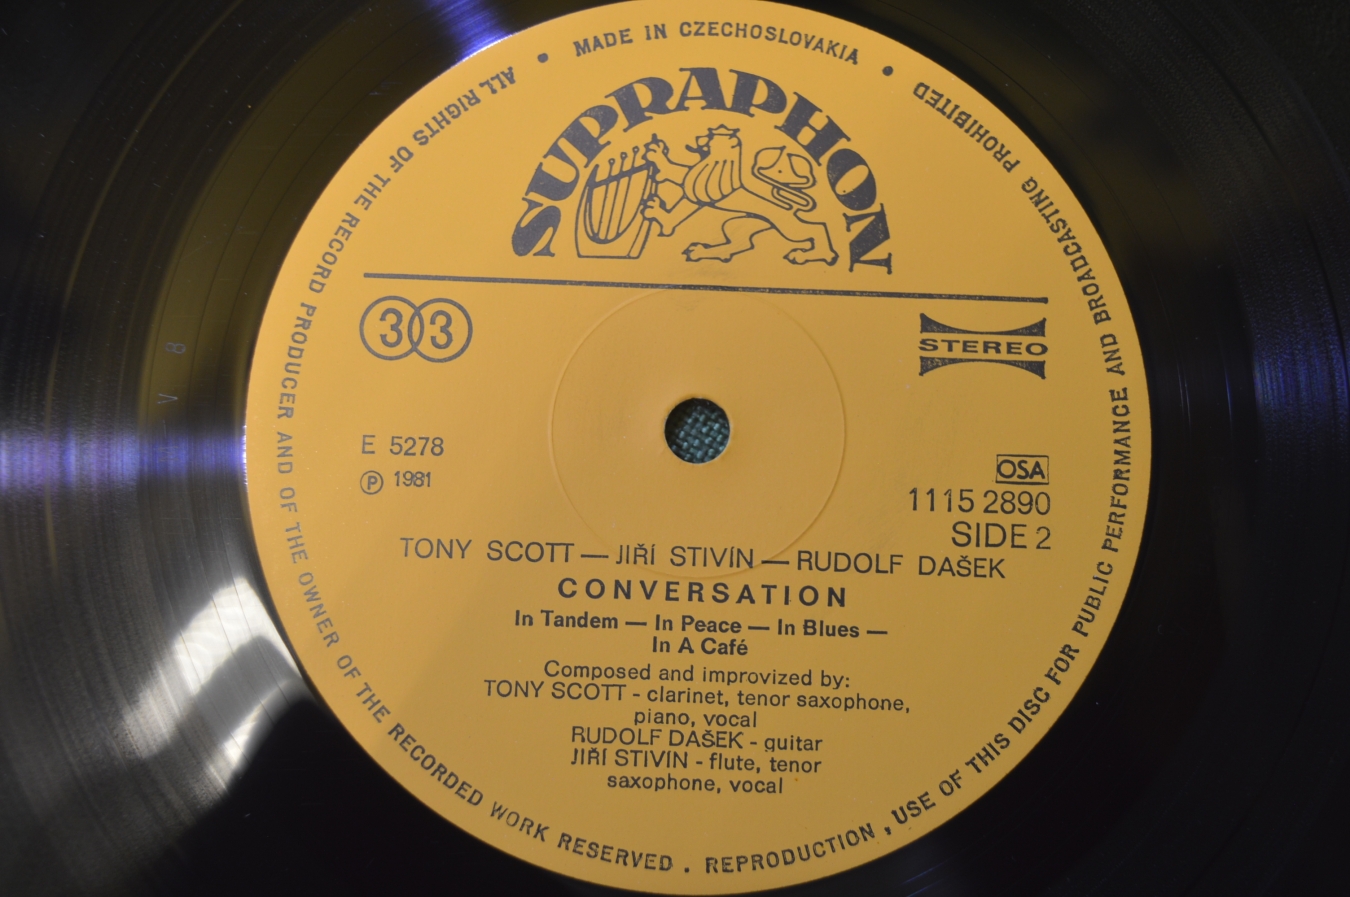 ALL RIGHTS OF THE RECORD PRODUCER AND OF THE OWNER OF THE RECORDED WORK RESERVED . REPRODUCTION , USE OF THIS DISC FOR PUBLIC PERFORMANCE AND BROADCASTING PROHIBITED • MADE IN CZECHOSLOVAKIA •
SUPRAPHON
33
STEREO
E 5278
℗ 1981
OSA
1115 2890
SIDE 2
TONY SCOTT — JIŘÍ STIVÍN — RUDOLF DAŠEK
CONVERSATION
In Tandem — In Peace — In Blues —
In A Café
Composed and improvized by:
TONY SCOTT - clarinet, tenor saxophone,
piano, vocal
RUDOLF DAŠEK - guitar
JIŘÍ STIVÍN - flute, tenor
saxophone, vocal